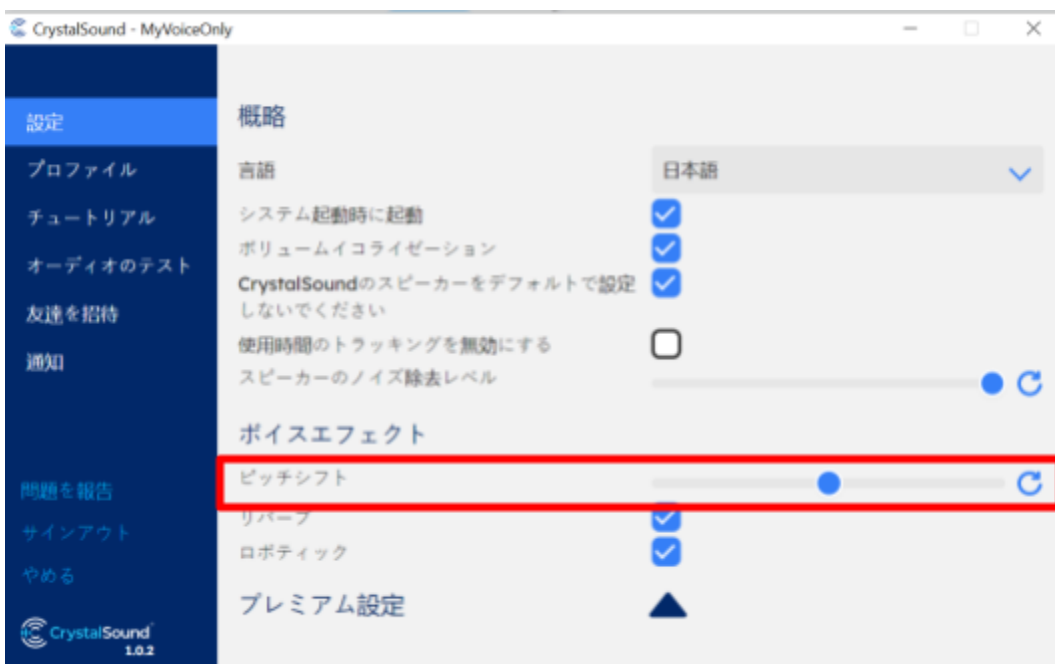 CrystalSound - MyVoiceOnly
設定
プロファイル
チュートリアル
オーディオのテスト
友達を招待
通知
問題を報告
サインアウト
やめる
CrystalSound
1.0.2
概略
言語
日本語
システム起動時に起動
ボリュームイコライゼーション
CrystalSoundのスピーカーをデフォルトで設定
しないでください
使用時間のトラッキングを無効にする
スピーカーのノイズ除去レベル
ボイスエフェクト
ピッチシフト
リバーブ
ロボティック
プレミアム設定